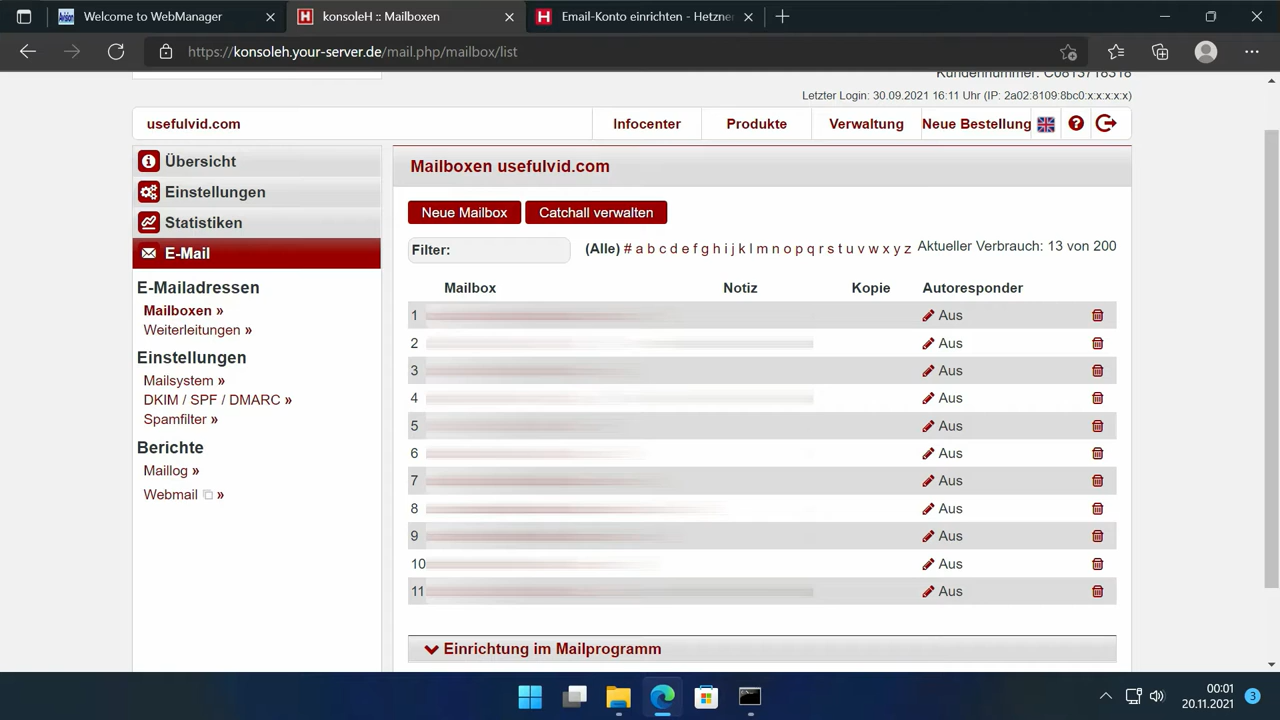 Welcome to WebManager
konsoleH :: Mailboxen
Email-Konto einrichten - Hetzner
https://konsoleh.your-server.de/mail.php/mailbox/list
Letzter Login: 30.09.2021 16:11 Uhr (IP: 2a02:8109:8bc0:x:x:x:x:x)
usefulvid.com
Infocenter
Produkte
Verwaltung
Neue Bestellung
Übersicht
Einstellungen
Statistiken
E-Mail
E-Mailadressen
Mailboxen »
Weiterleitungen »
Einstellungen
Mailsystem »
DKIM / SPF / DMARC »
Spamfilter »
Berichte
Maillog »
Webmail »
Mailboxen usefulvid.com
Neue Mailbox
Catchall verwalten
Filter:
(Alle) # a b c d e f g h i j k l m n o p q r s t u v w x y z
Aktueller Verbrauch: 13 von 200
Mailbox Notiz Kopie Autoresponder
1 Aus
2 Aus
3 Aus
4 Aus
5 Aus
6 Aus
7 Aus
8 Aus
9 Aus
10 Aus
11 Aus
Einrichtung im Mailprogramm
00:01
20.11.2021
3